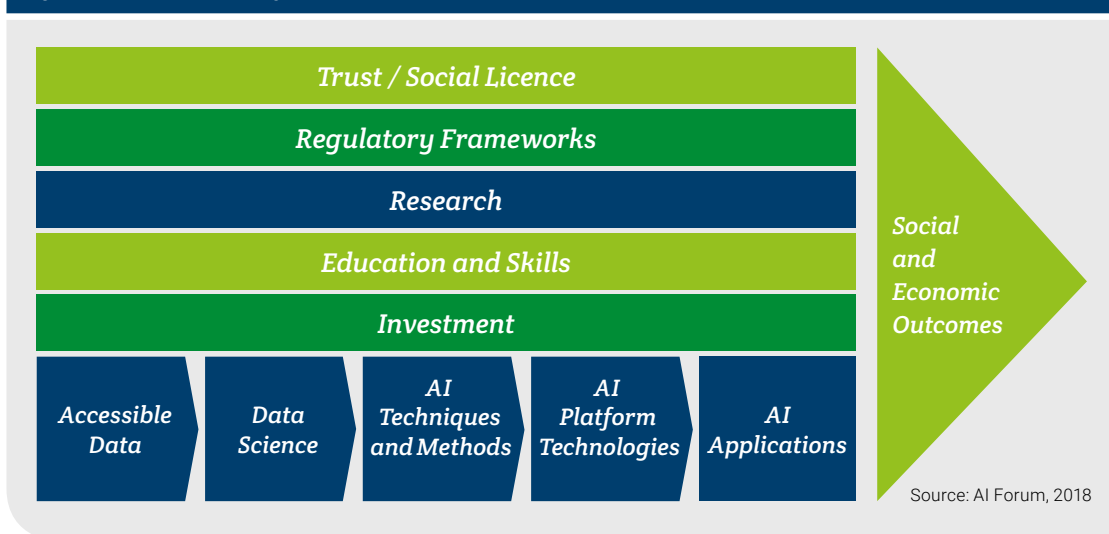 Trust / Social Licence
Regulatory Frameworks
Research
Education and Skills
Investment
Accessible
Data
Data
Science
AI
Techniques
and Methods
AI
Platform
Technologies
AI
Applications
Social
and
Economic
Outcomes
Source: AI Forum, 2018